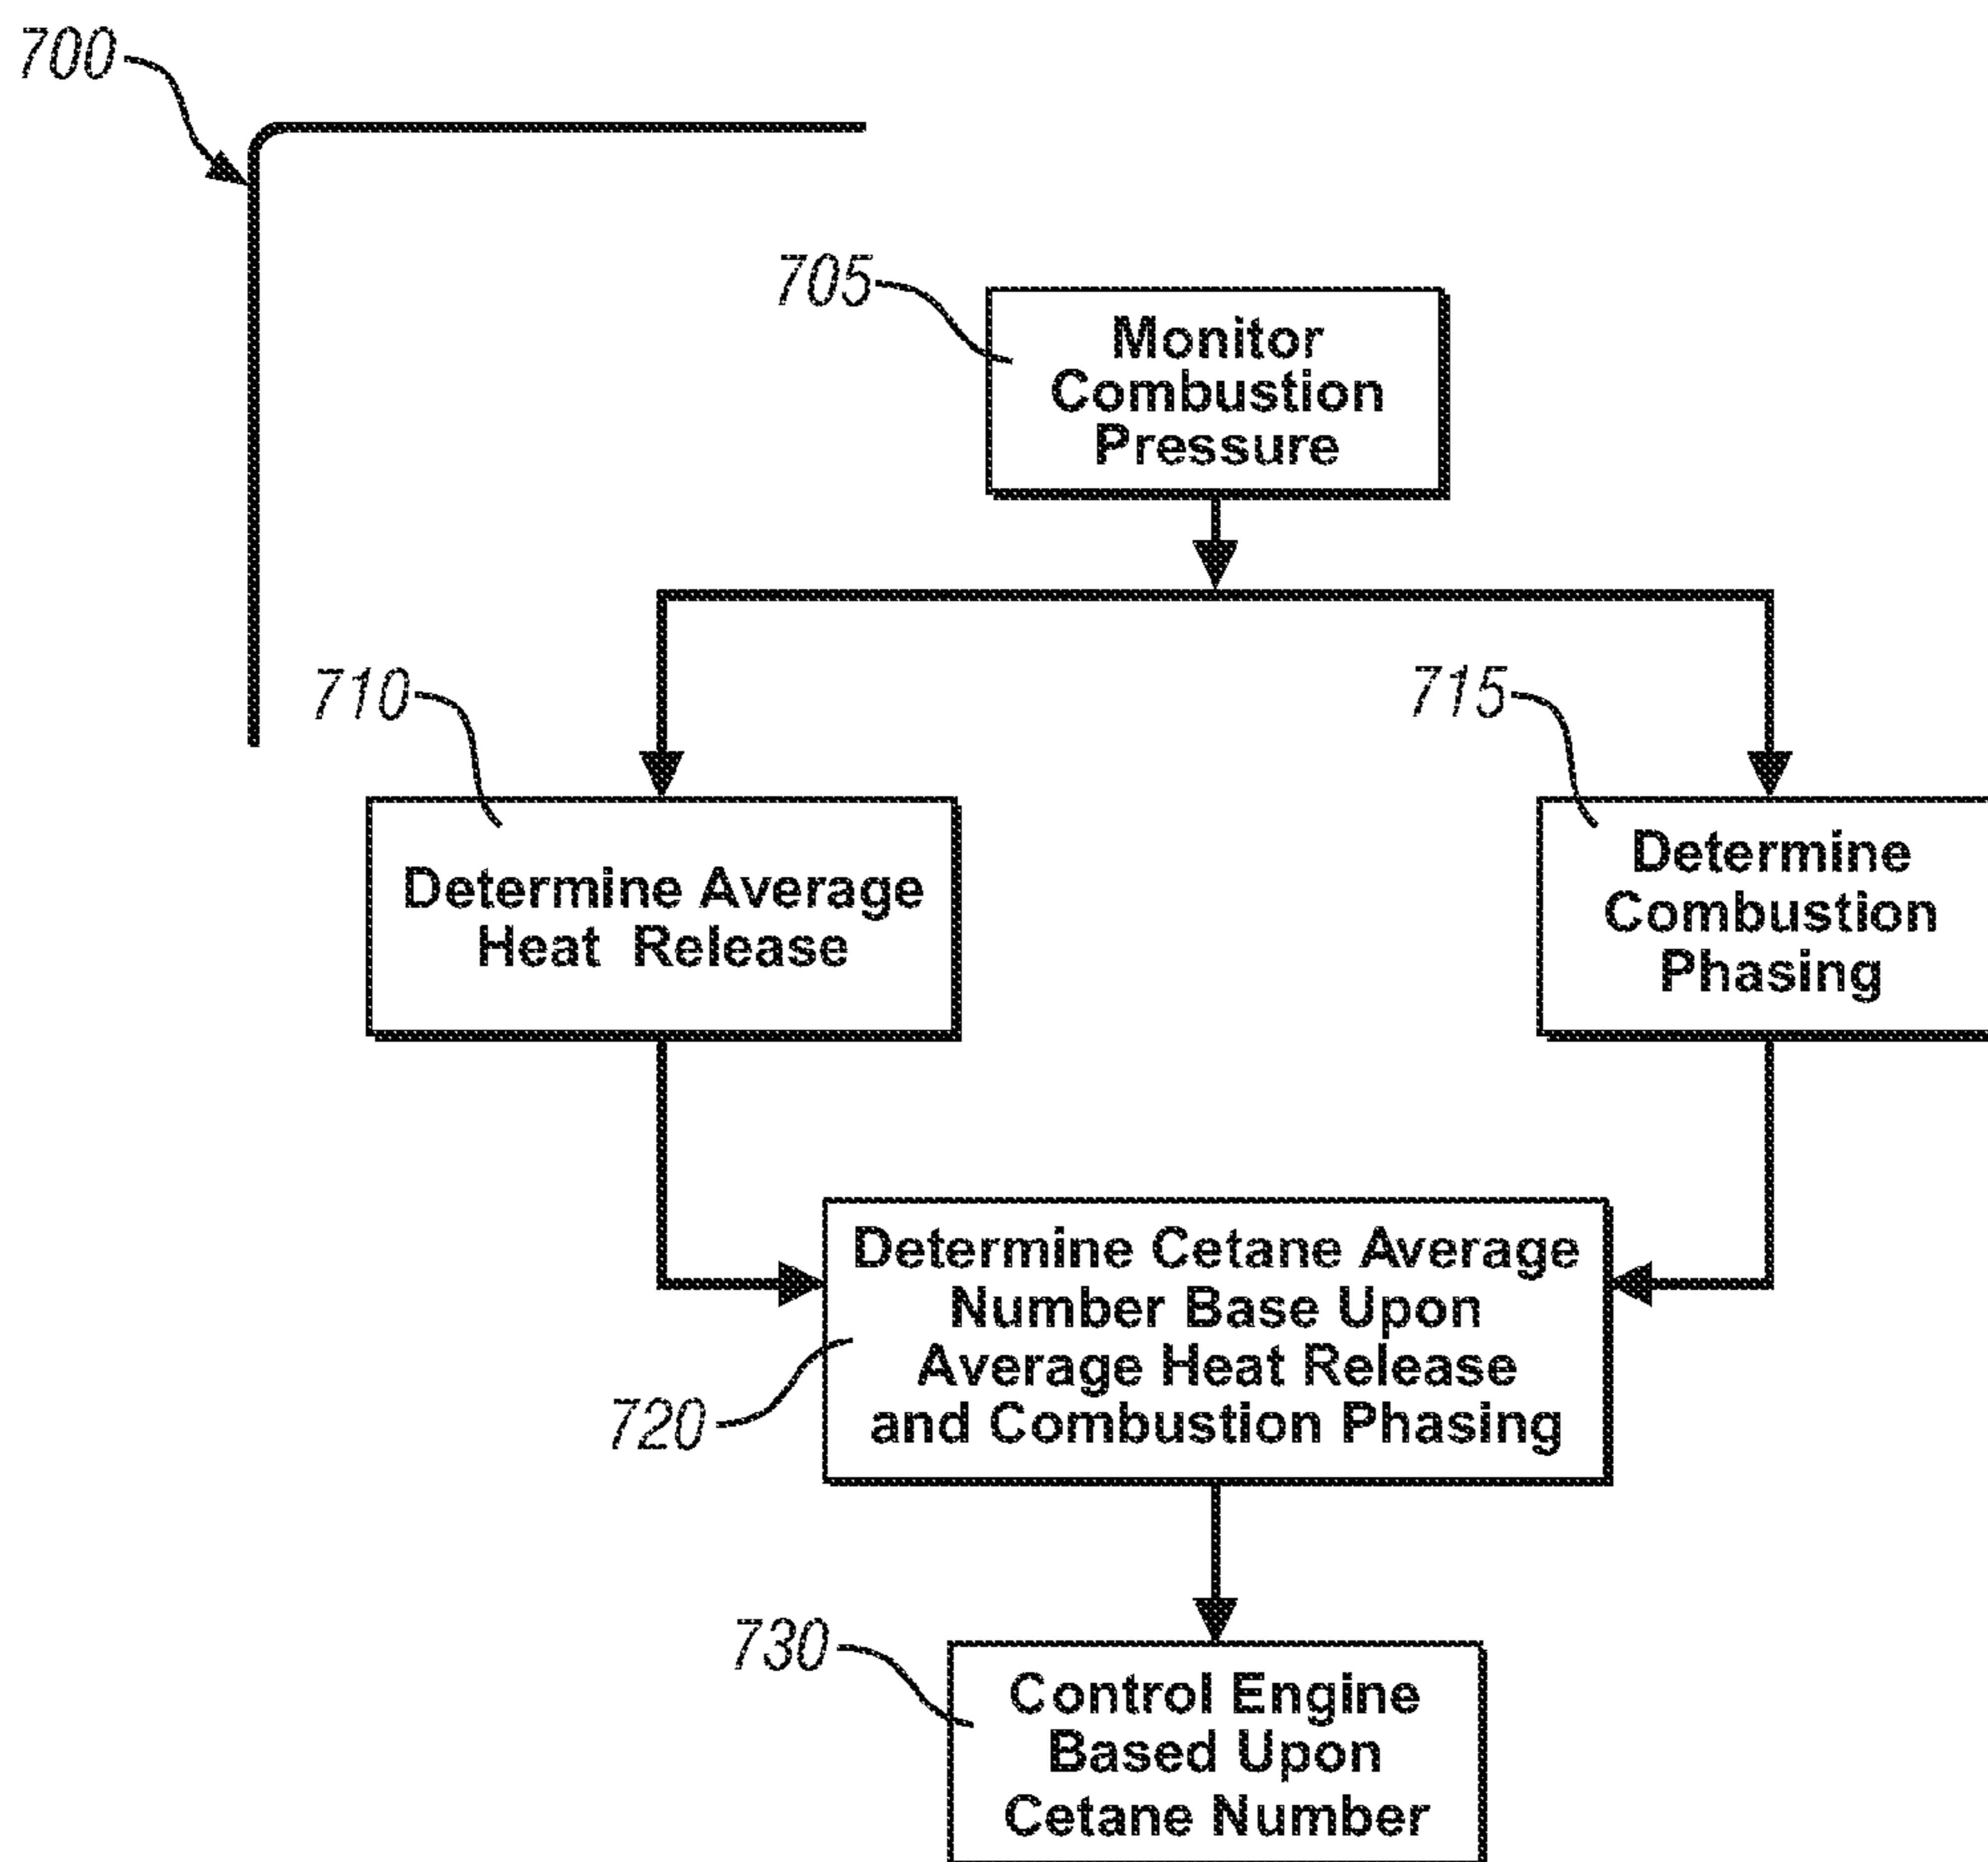 700
705
Monitor
Combustion
Pressure
710
Determine Average
Heat Release
715
Determine
Combustion
Phasing
720
Determine Cetane Average
Number Base Upon
Average Heat Release
and Combustion Phasing
730
Control Engine
Based Upon
Cetane Number